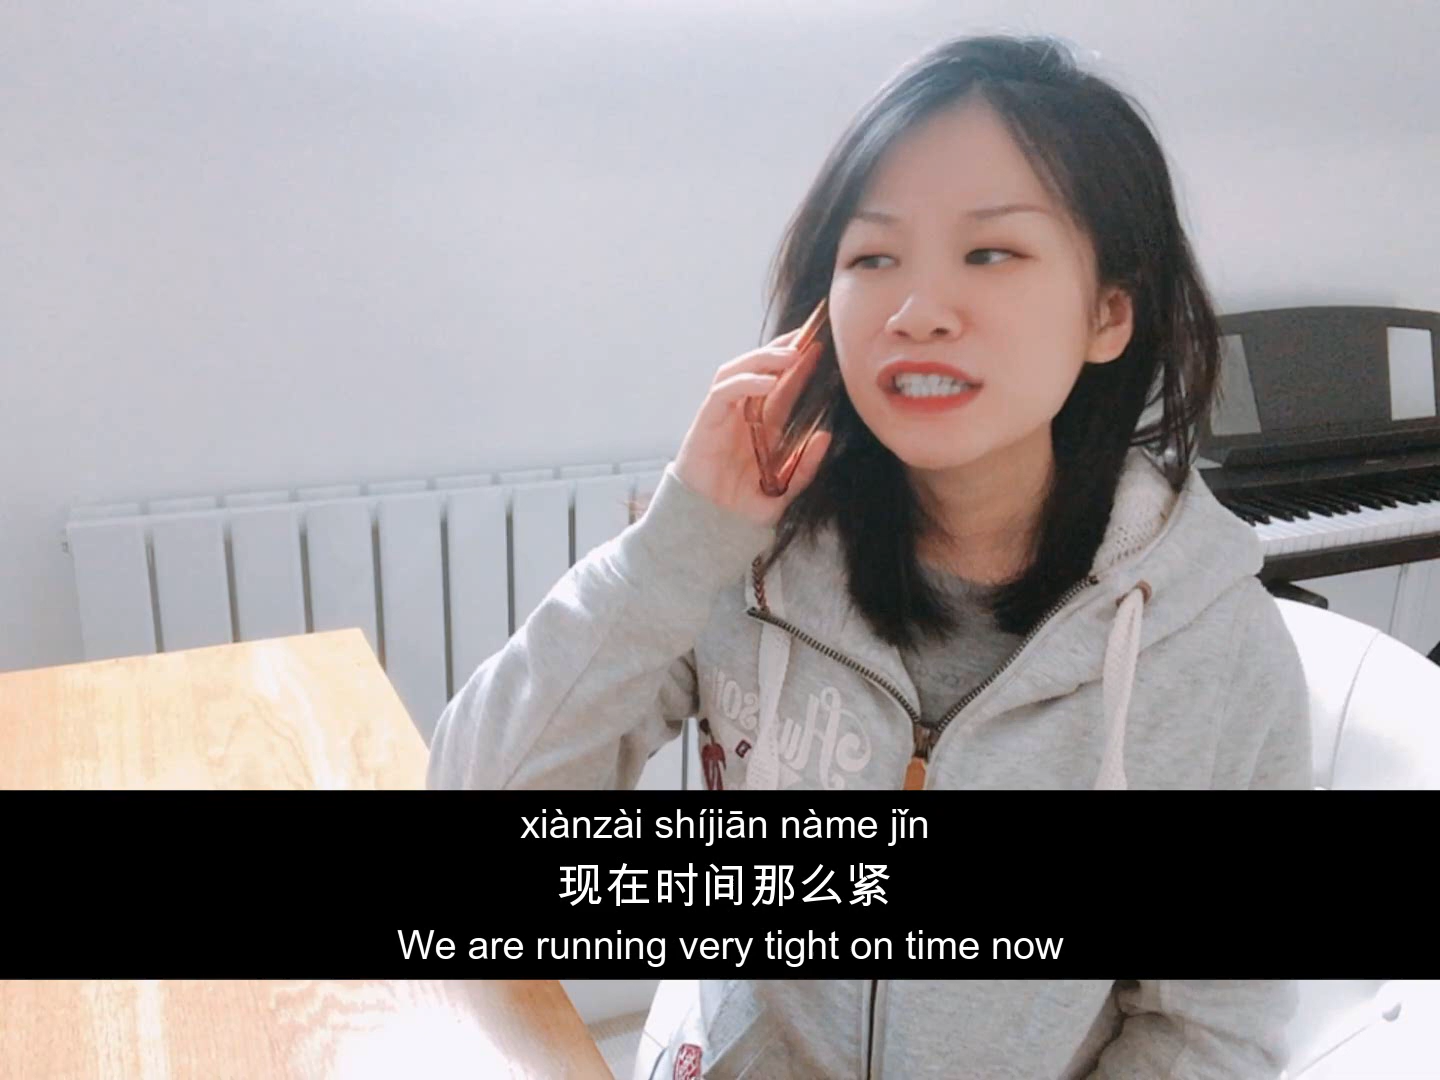 xiànzài shíjiān nàme jǐn
现在时间那么紧
We are running very tight on time now